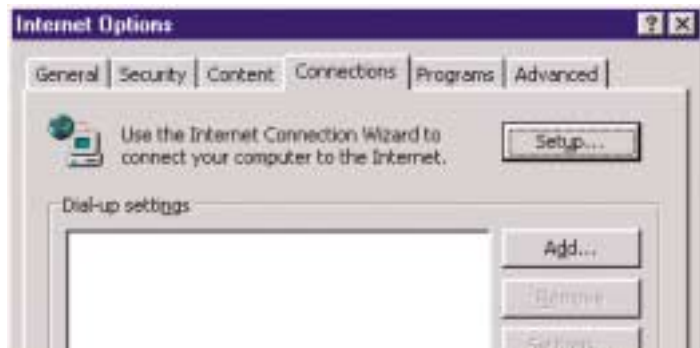 Internet Options
General Security Content Connections Programs Advanced
Use the Internet Connection Wizard to
connect your computer to the Internet.
Setup...
Dial-up settings
Add...
Remove
Settings...